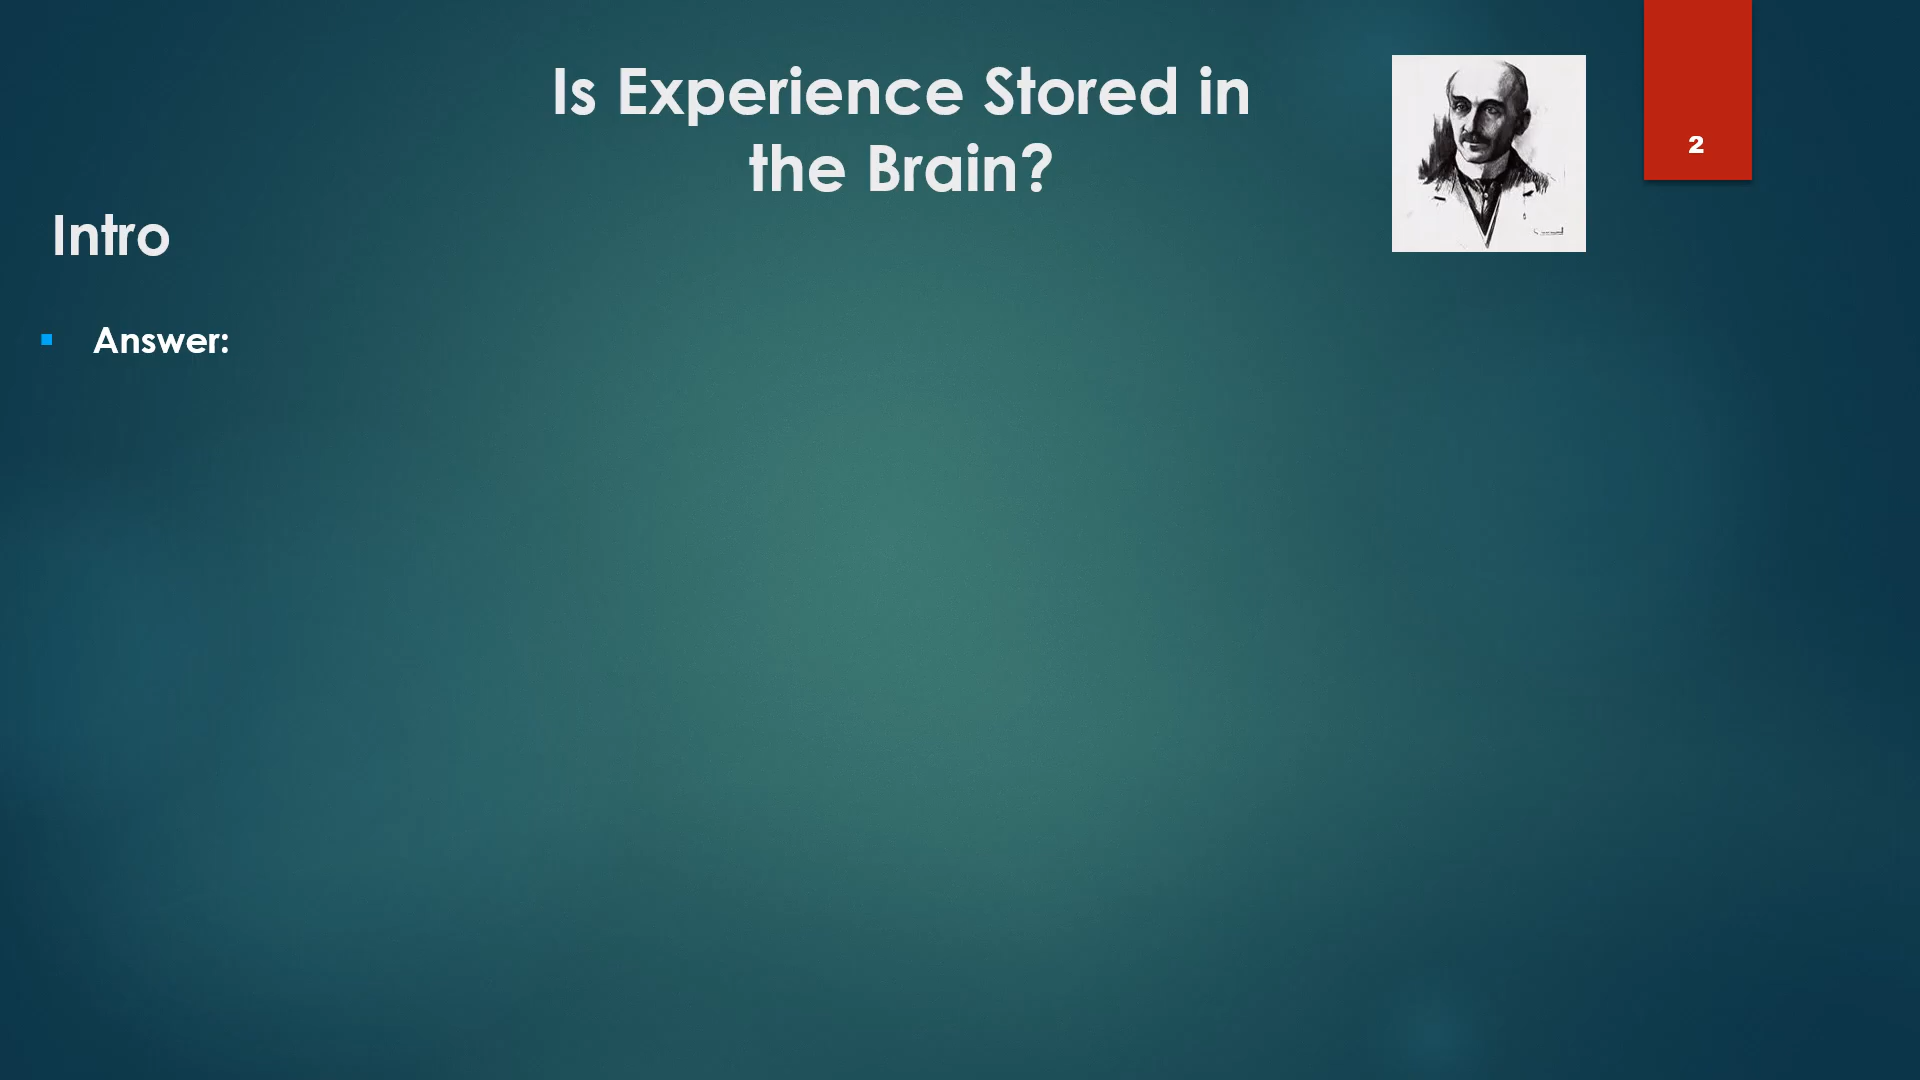 Is Experience Stored in
the Brain?
2
Intro
Answer: